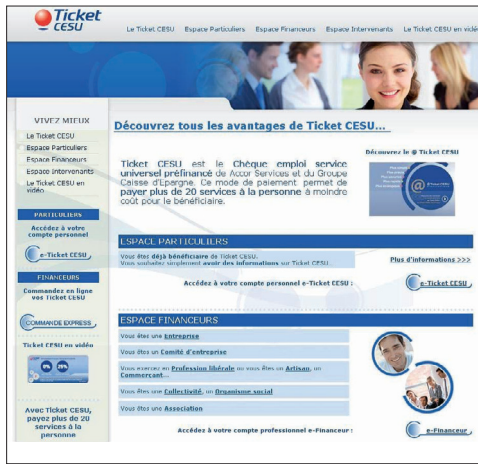 Ticket
CESU
Le Ticket CESU Espace Particuliers Espace Financeurs Espace Intervenants Le Ticket CESU en vidéo
VIVEZ MIEUX
Le Ticket CESU
Espace Particuliers
Espace Financeurs
Espace Intervenants
Le Ticket CESU en
vidéo
PARTICULIERS
Accédez à votre
compte personnel
e-Ticket CESU
FINANCEURS
Commandez en ligne
vos Ticket CESU
COMMANDE EXPRESS
Ticket CESU en vidéo
0% 25%
Avec Ticket CESU,
payez plus de 20
services à la
personne
Découvrez tous les avantages de Ticket CESU...
Ticket CESU est le Chèque emploi service
universel préfinancé de Accor Services et du Groupe
Caisse d'Epargne. Ce mode de paiement permet de
payer plus de 20 services à la personne à moindre
coût pour le bénéficiaire.
Découvrez le @ Ticket CESU
@
ESPACE PARTICULIERS
Vous êtes déjà bénéficiaire de Ticket CESU.
Vous souhaitez simplement avoir des informations sur Ticket CESU.
Plus d'informations >>>
Accédez à votre compte personnel e-Ticket CESU :
e-Ticket CESU
ESPACE FINANCEURS
Vous êtes une Entreprise
Vous êtes un Comité d'entreprise
Vous exercez en Profession libérale ou vous êtes un Artisan, un
Commerçant...
Vous êtes une Collectivité, un Organisme social
Vous êtes une Association
Accédez à votre compte professionnel e-Financeur :
e-Financeur